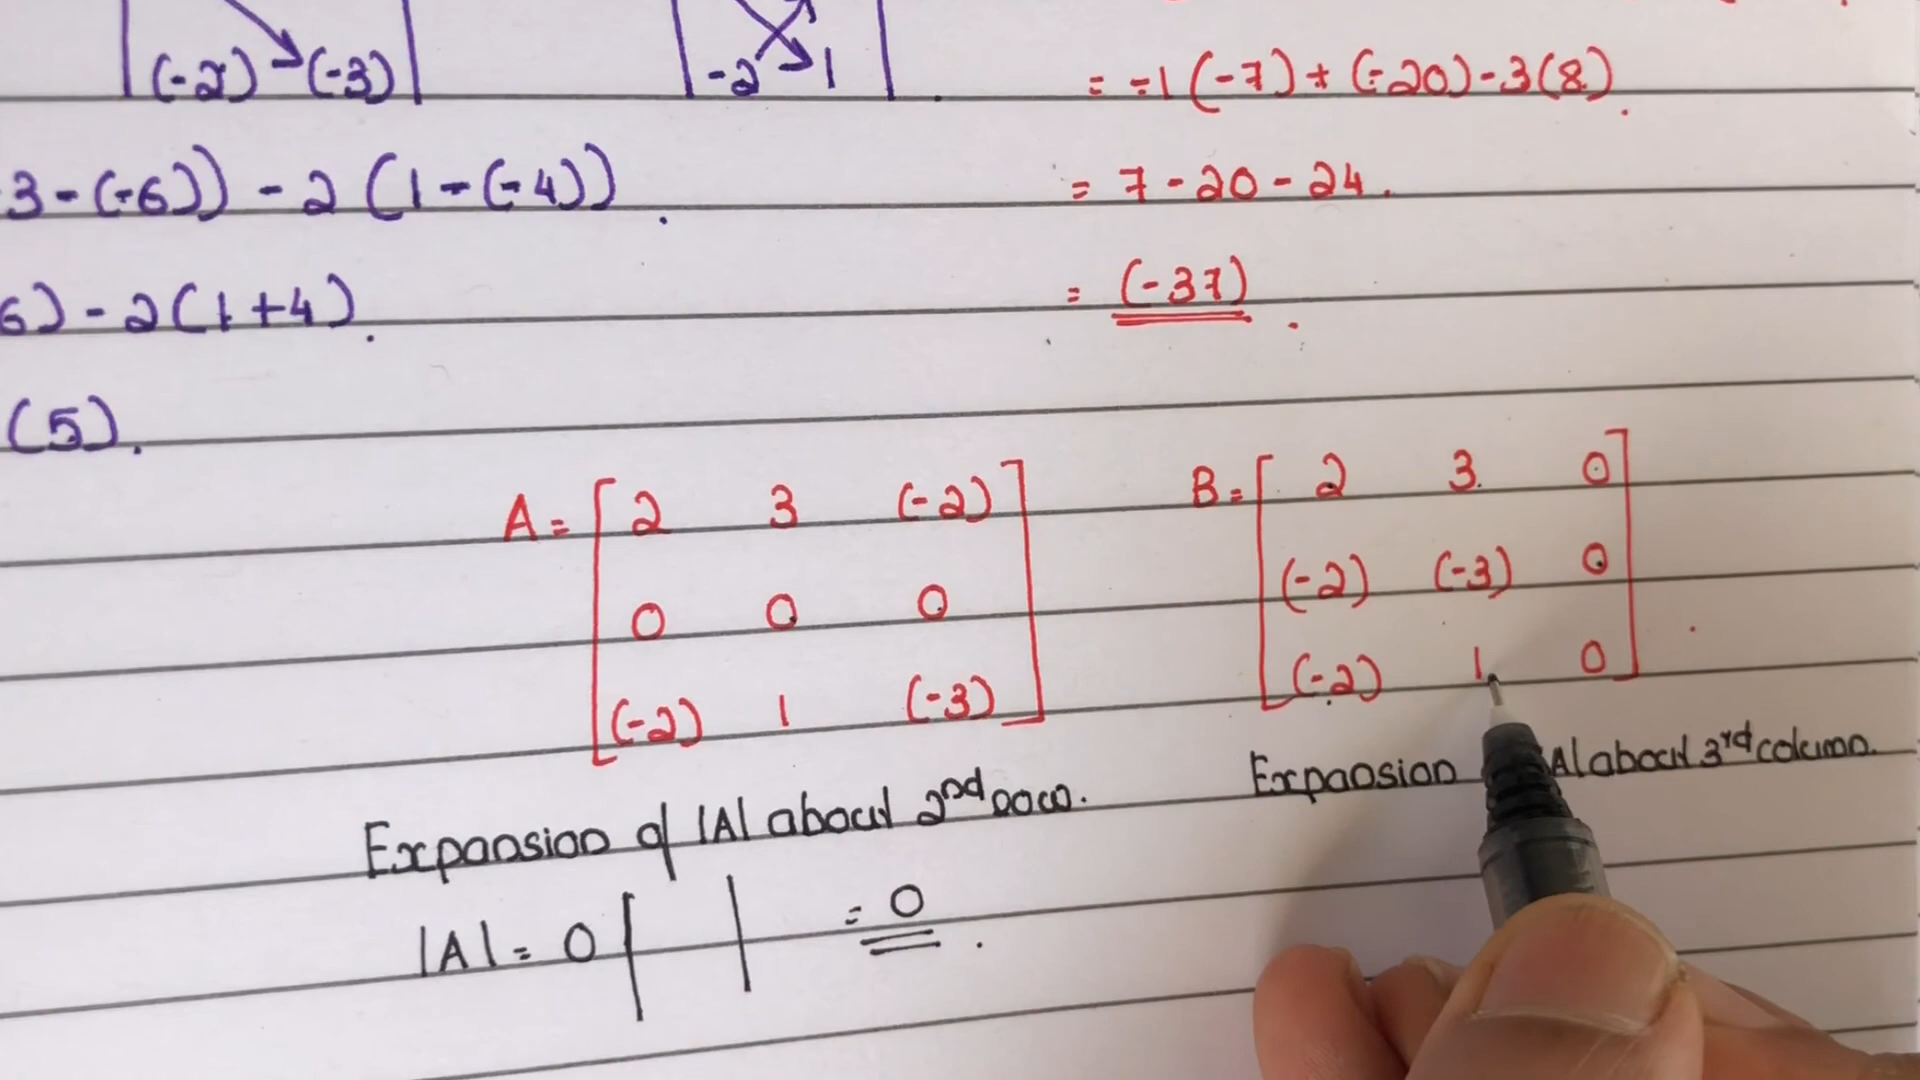 (-2) (-3)
-2 1
= -1(-7) + (-20) - 3(8).
3-(-6)) - 2 (1-(-4)).
= 7 - 20 - 24.
6) - 2(1+4).
= (-37).
(5).
A = [ 2 3 (-2) ]
0 0 0
(-2) 1 (-3)
B = [ 2 3 0 ]
(-2) (-3) 0
(-2) 1 0
Expansion of |A| about 2nd row.
Expansion A| about 3rd column.
|A| = 0 | | = 0.